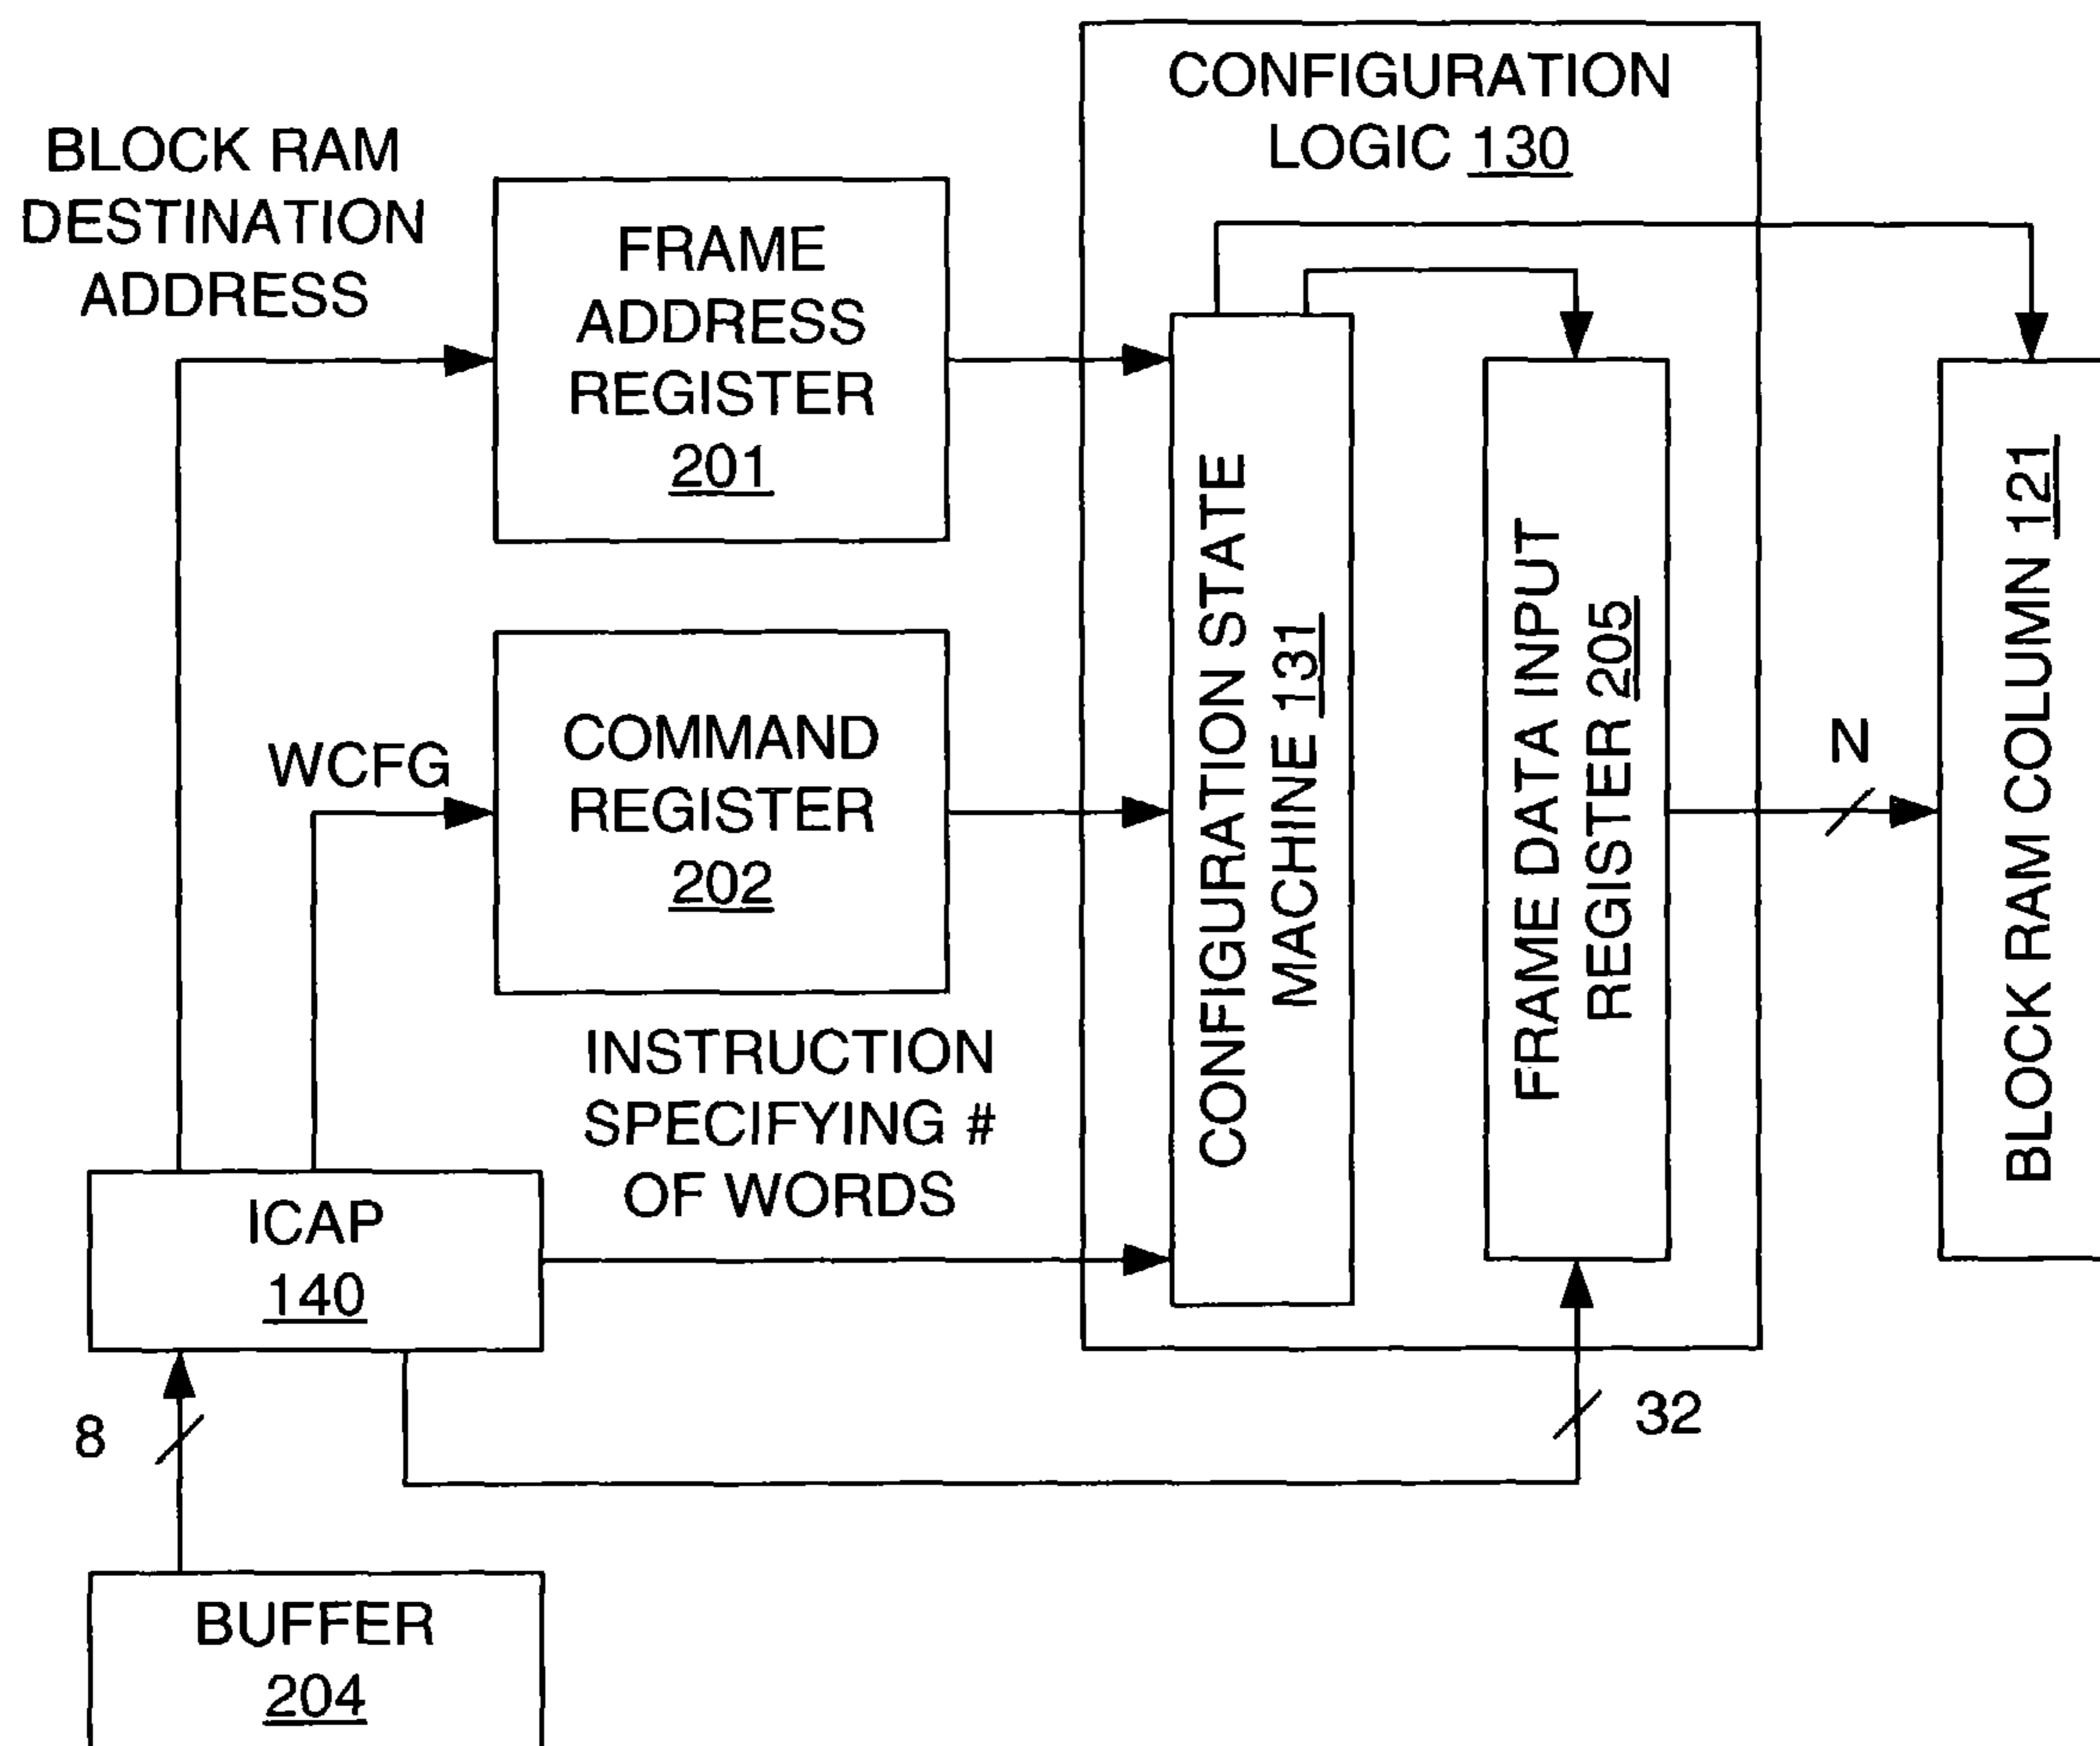 CONFIGURATION
LOGIC 130
BLOCK RAM
DESTINATION
ADDRESS
FRAME
ADDRESS
REGISTER
201
WCFG
COMMAND
REGISTER
202
INSTRUCTION
SPECIFYING #
OF WORDS
CONFIGURATION STATE
MACHINE 131
FRAME DATA INPUT
REGISTER 205
N
BLOCK RAM COLUMN 121
ICAP
140
8
32
BUFFER
204